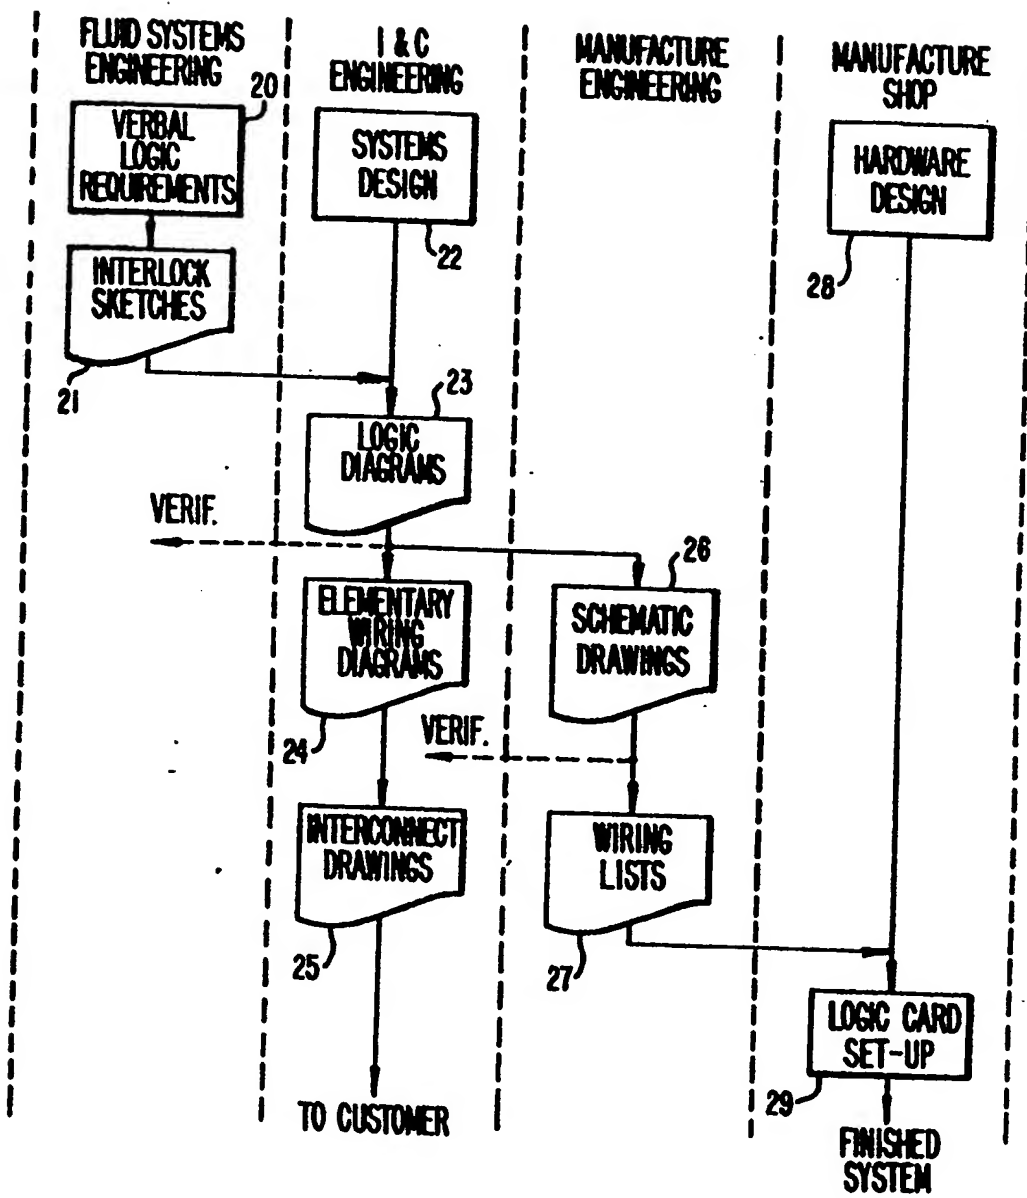 FLUID SYSTEMS
ENGINEERING
I & C
ENGINEERING
MANUFACTURE
ENGINEERING
MANUFACTURE
SHOP
20
VERBAL
LOGIC
REQUIREMENTS
SYSTEMS
DESIGN
22
HARDWARE
DESIGN
28
INTERLOCK
SKETCHES
21
23
LOGIC
DIAGRAMS
VERIF.
26
ELEMENTARY
WIRING
DIAGRAMS
24
SCHEMATIC
DRAWINGS
VERIF.
INTERCONNECT
DRAWINGS
25
WIRING
LISTS
27
LOGIC CARD
SET-UP
29
TO CUSTOMER
FINISHED
SYSTEM